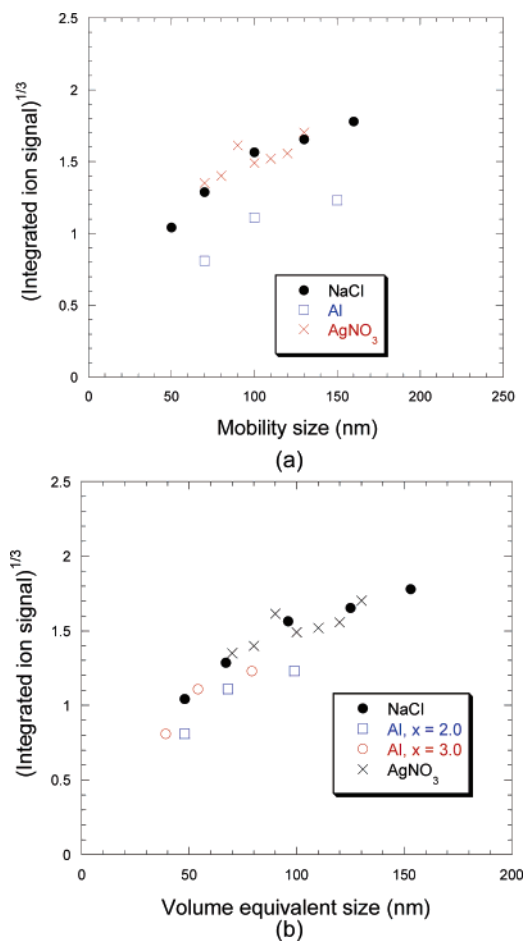 2.5
2
1.5
1
0.5
0
(Integrated ion signal)1/3
NaCl
Al
AgNO3
0 50 100 150 200 250
Mobility size (nm)
(a)
2.5
2
1.5
1
0.5
0
(Integrated ion signal)1/3
NaCl
Al, x = 2.0
Al, x = 3.0
AgNO3
0 50 100 150 200
Volume equivalent size (nm)
(b)